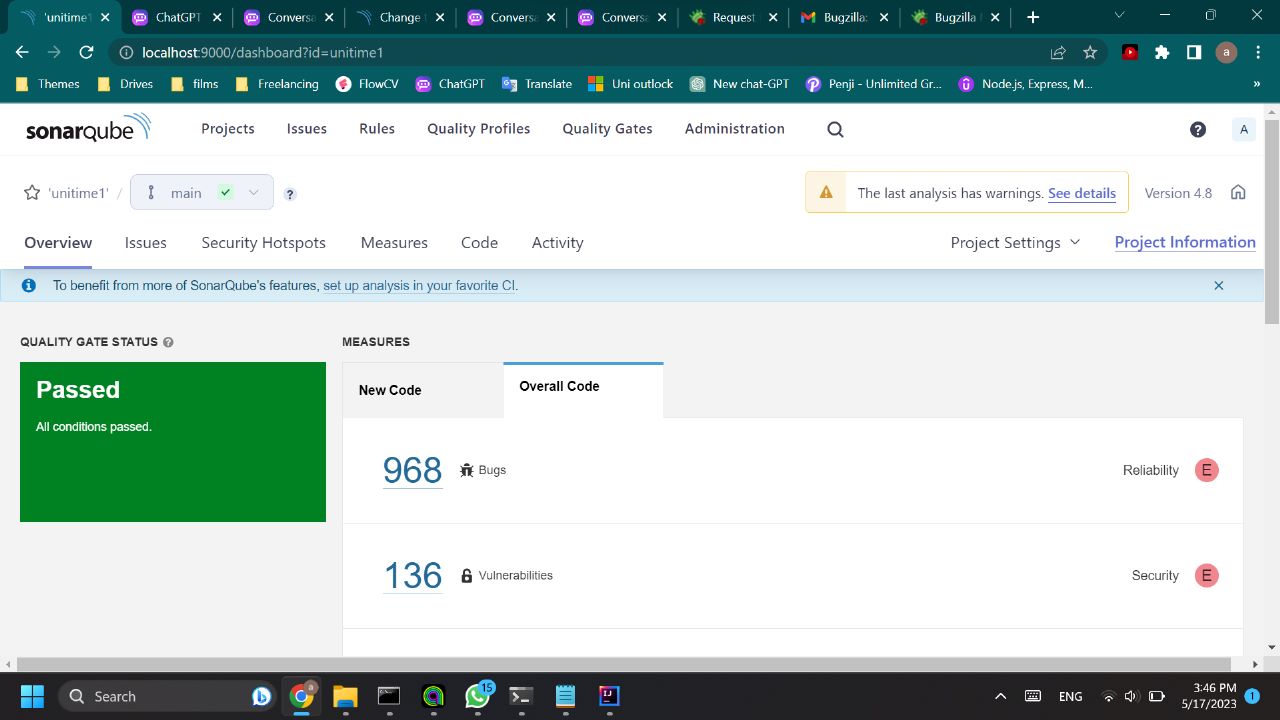 'unitime1'
ChatGPT
Conversa
Change t
Conversa
Conversa
Request
Bugzilla:
Bugzilla
localhost:9000/dashboard?id=unitime1
a
Themes
Drives
films
Freelancing
FlowCV
ChatGPT
Translate
Uni outlock
New chat-GPT
Penji - Unlimited Gr...
Node.js, Express, M...
»
sonarqube
Projects
Issues
Rules
Quality Profiles
Quality Gates
Administration
?
A
'unitime1' /
main
?
The last analysis has warnings. See details
Version 4.8
Overview
Issues
Security Hotspots
Measures
Code
Activity
Project Settings
Project Information
To benefit from more of SonarQube's features, set up analysis in your favorite CI.
QUALITY GATE STATUS ?
MEASURES
Passed
All conditions passed.
New Code
Overall Code
968 Bugs
Reliability E
136 Vulnerabilities
Security E
Search
15
ENG
3:46 PM
5/17/2023
1